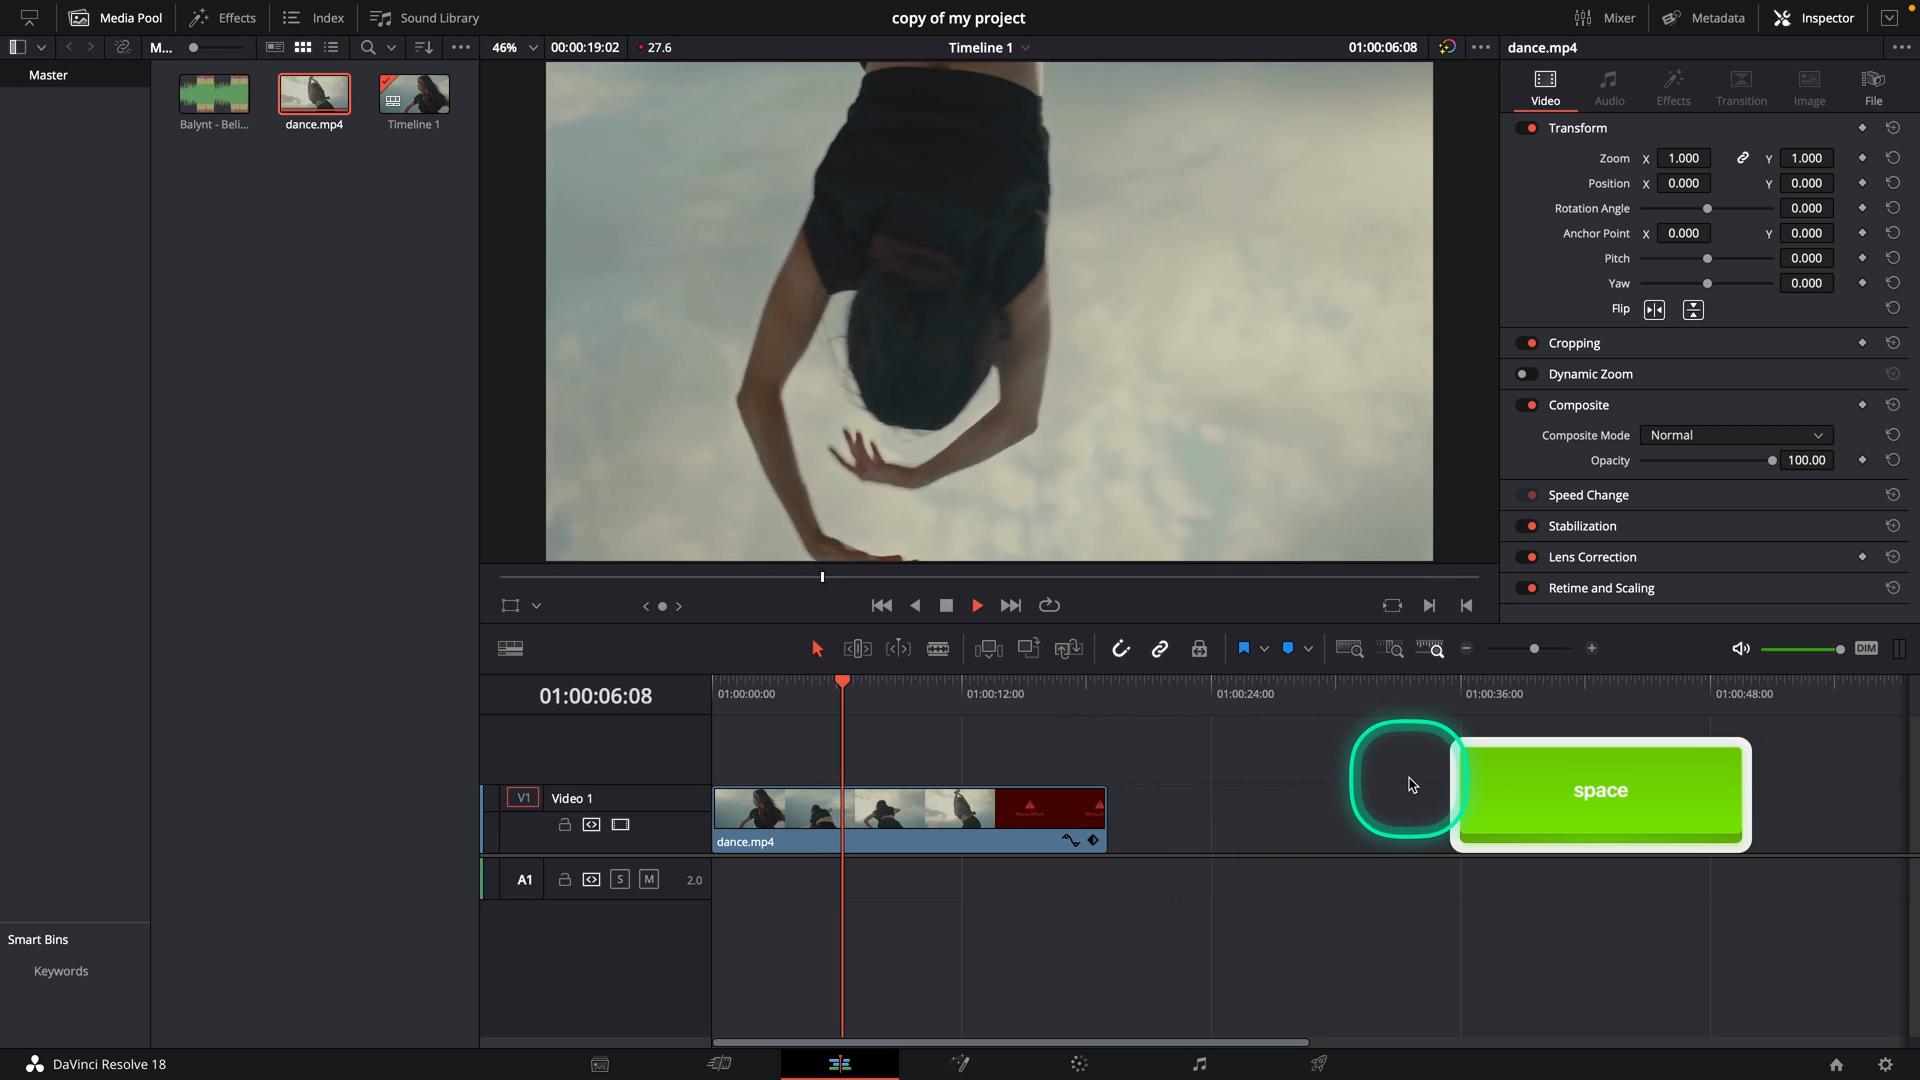 Media Pool
Effects
Index
Sound Library
copy of my project
Mixer
Metadata
Inspector
M...
46%
00:00:19:02
27.6
Timeline 1
01:00:06:08
dance.mp4
Master
Balynt - Beli...
dance.mp4
Timeline 1
Video
Audio
Effects
Transition
Image
File
Transform
Zoom X 1.000 Y 1.000
Position X 0.000 Y 0.000
Rotation Angle 0.000
Anchor Point X 0.000 Y 0.000
Pitch 0.000
Yaw 0.000
Flip
Cropping
Dynamic Zoom
Composite
Composite Mode Normal
Opacity 100.00
Speed Change
Stabilization
Lens Correction
Retime and Scaling
DIM
01:00:06:08
01:00:00:00
01:00:12:00
01:00:24:00
01:00:36:00
01:00:48:00
V1 Video 1
dance.mp4
space
A1 S M 2.0
Smart Bins
Keywords
DaVinci Resolve 18